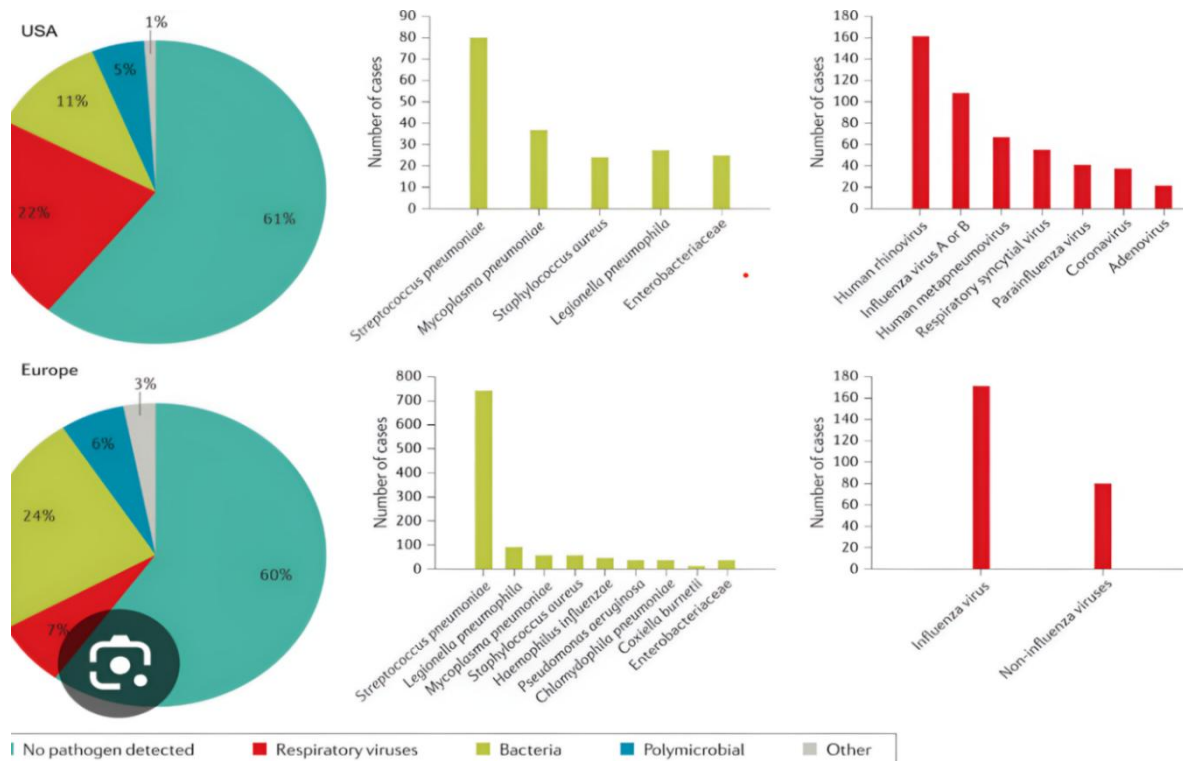 USA
1%
5%
11%
22%
61%
Number of cases
90
80
70
60
50
40
30
20
10
0
Streptococcus pneumoniae
Mycoplasma pneumoniae
Staphylococcus aureus
Legionella pneumophila
Enterobacteriaceae
Number of cases
180
160
140
120
100
80
60
40
20
0
Human rhinovirus
Influenza virus A or B
Human metapneumovirus
Respiratory syncytial virus
Parainfluenza virus
Coronavirus
Adenovirus
Europe
3%
6%
24%
7%
60%
Number of cases
800
700
600
500
400
300
200
100
0
Streptococcus pneumoniae
Legionella pneumophila
Mycoplasma pneumoniae
Staphylococcus aureus
Haemophilus influenzae
Pseudomonas aeruginosa
Chlamydophila pneumoniae
Coxiella burnetii
Enterobacteriaceae
Number of cases
180
160
140
120
100
80
60
40
20
0
Influenza virus
Non-influenza viruses
No pathogen detected
Respiratory viruses
Bacteria
Polymicrobial
Other